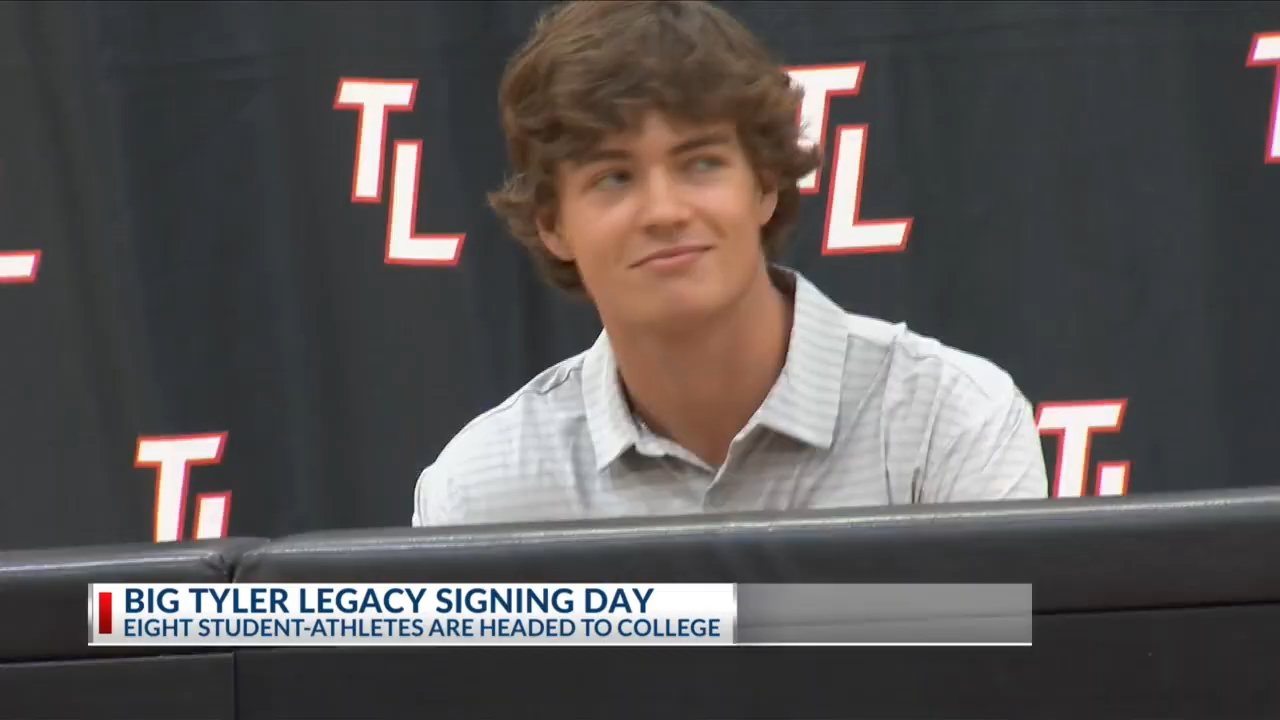 TL
TL
TL
TL
BIG TYLER LEGACY SIGNING DAY
EIGHT STUDENT-ATHLETES ARE HEADED TO COLLEGE